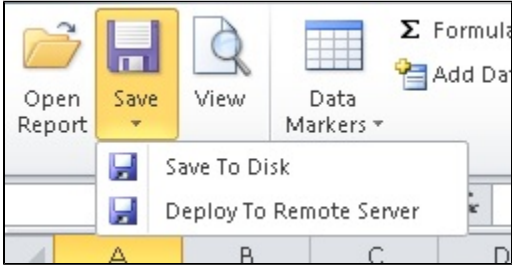 Open Report
Save
View
Data Markers
Σ Formula
Add Da
Save To Disk
Deploy To Remote Server
A
B
C
D